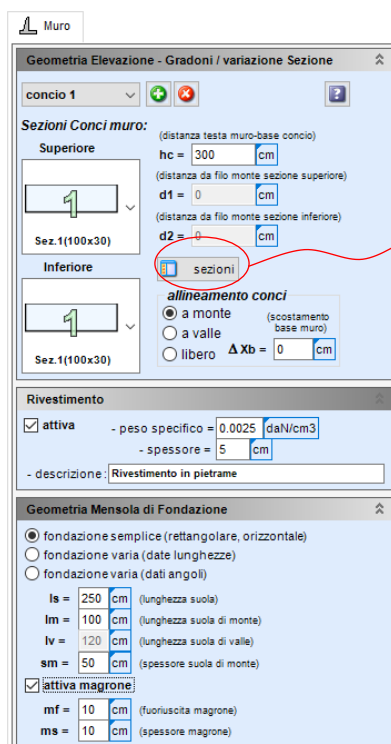 Muro
Geometria Elevazione - Gradoni / variazione Sezione
concio 1
?
Sezioni Conci muro:
Superiore
1
Sez.1(100x30)
Inferiore
1
Sez.1(100x30)
(distanza testa muro-base concio)
hc = 300 cm
(distanza da filo monte sezione superiore)
d1 = 0 cm
(distanza da filo monte sezione inferiore)
d2 = 0 cm
sezioni
allineamento conci
a monte
a valle
libero
(scostamento
base muro)
Δ Xb = 0 cm
Rivestimento
attiva
- peso specifico = 0.0025 daN/cm3
- spessore = 5 cm
- descrizione : Rivestimento in pietrame
Geometria Mensola di Fondazione
fondazione semplice (rettangolare, orizzontale)
fondazione varia (date lunghezze)
fondazione varia (dati angoli)
ls = 250 cm (lunghezza suola)
lm = 100 cm (lunghezza suola di monte)
lv = 120 cm (lunghezza suola di valle)
sm = 50 cm (spessore suola di monte)
attiva magrone
mf = 10 cm (fuoriuscita magrone)
ms = 10 cm (spessore magrone)